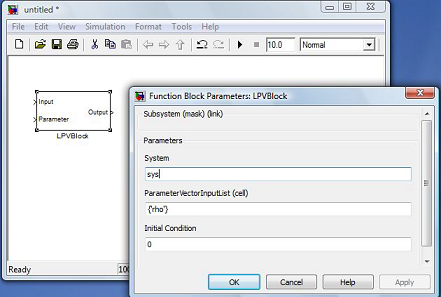 untitled *
File Edit View Simulation Format Tools Help
10.0 Normal
Input
Parameter
Output
LPVBlock
Ready
100
Function Block Parameters: LPVBlock
Subsystem (mask) (link)
Parameters
System
sys
ParameterVectorInputList (cell)
{'rho'}
Initial Condition
0
OK Cancel Help Apply